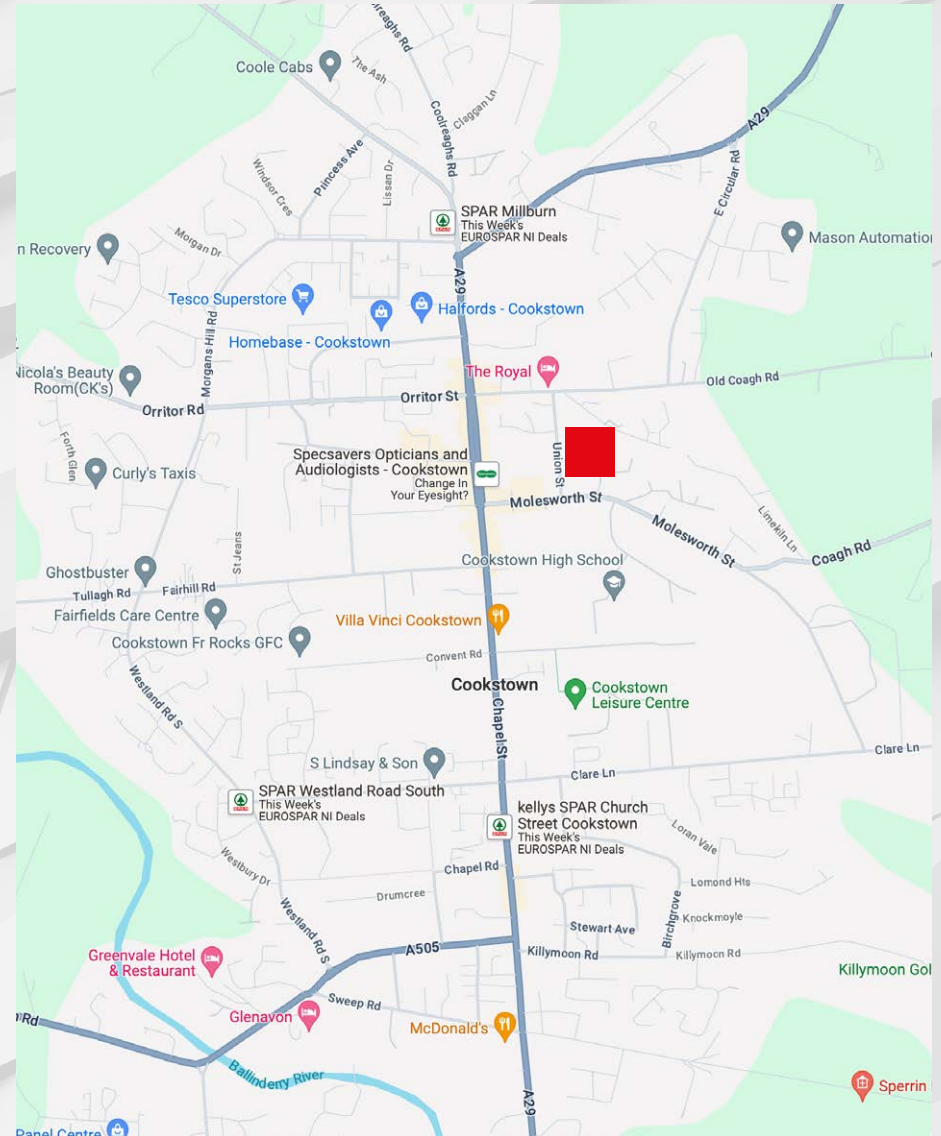 Coolreaghs Rd
Coole Cabs
The Ash
Claggan Ln
Coolreaghs Rd
A29
Princess Ave
Windsor Cres
Lissan Dr
E Circular Rd
SPAR Millburn
This Week's
EUROSPAR NI Deals
Morgan Dr
n Recovery
Mason Automation
A29
Tesco Superstore
Halfords - Cookstown
Homebase - Cookstown
Morgans Hill Rd
Nicola's Beauty
Room(CK's)
The Royal
Old Coagh Rd
Orritor St
Orritor Rd
Forth Glen
Curly's Taxis
Specsavers Opticians and
Audiologists - Cookstown
Change In
Your Eyesight?
Union St
Molesworth St
Molesworth St
Limekiln Ln
Coagh Rd
St Jeans
Cookstown High School
Ghostbuster
Tullagh Rd
Fairhill Rd
Fairfields Care Centre
Villa Vinci Cookstown
Cookstown Fr Rocks GFC
Convent Rd
Westland Rd S
Cookstown
Cookstown
Leisure Centre
Chapel St
Clare Ln
S Lindsay & Son
Clare Ln
SPAR Westland Road South
This Week's
EUROSPAR NI Deals
kellys SPAR Church
Street Cookstown
This Week's
EUROSPAR NI Deals
Loran Vale
Westbury Dr
Chapel Rd
Drumcree
Lomond Hts
Birchgrove
Knockmoyle
Stewart Ave
Westland Rd S
A505
Killymoon Rd
Killymoon Rd
Greenvale Hotel
& Restaurant
Killymoon Gol
Sweep Rd
Glenavon
McDonald's
Rd
Ballinderry River
A29
Sperrin
Panel Centre